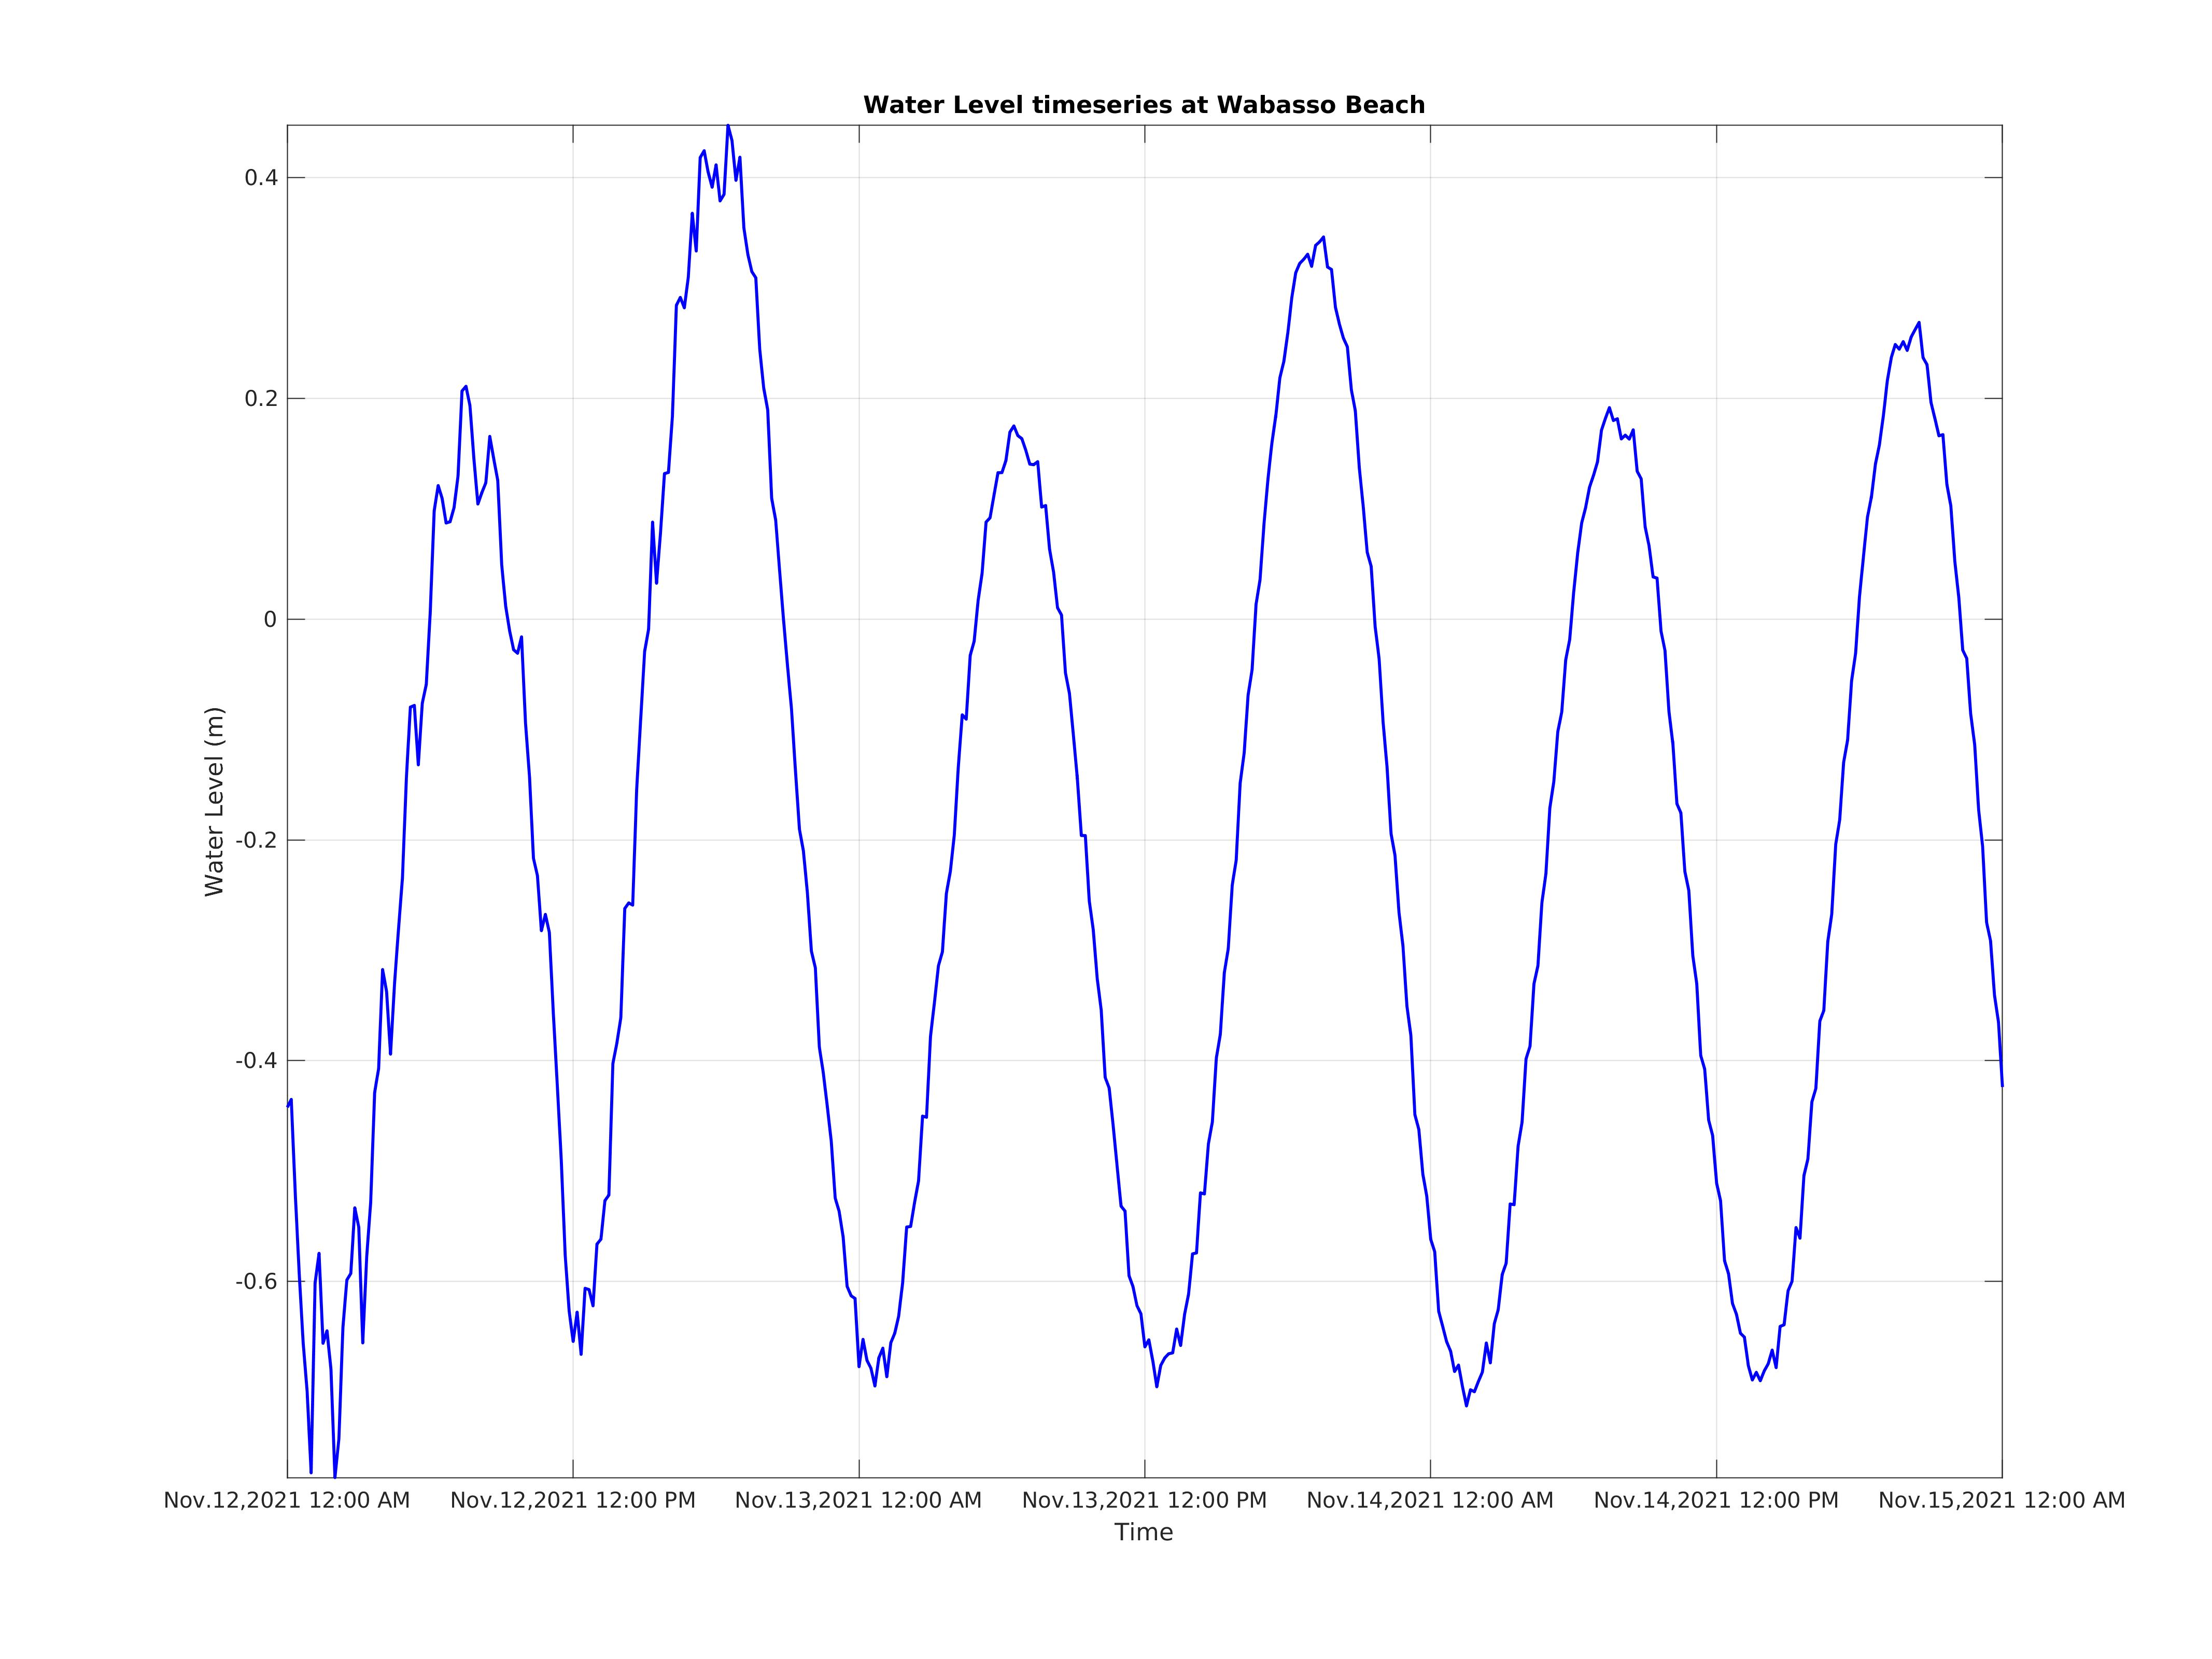 Water Level timeseries at Wabasso Beach
0.4
0.2
0
-0.2
-0.4
-0.6
Water Level (m)
Nov.12,2021 12:00 AM Nov.12,2021 12:00 PM Nov.13,2021 12:00 AM Nov.13,2021 12:00 PM Nov.14,2021 12:00 AM Nov.14,2021 12:00 PM Nov.15,2021 12:00 AM
Time